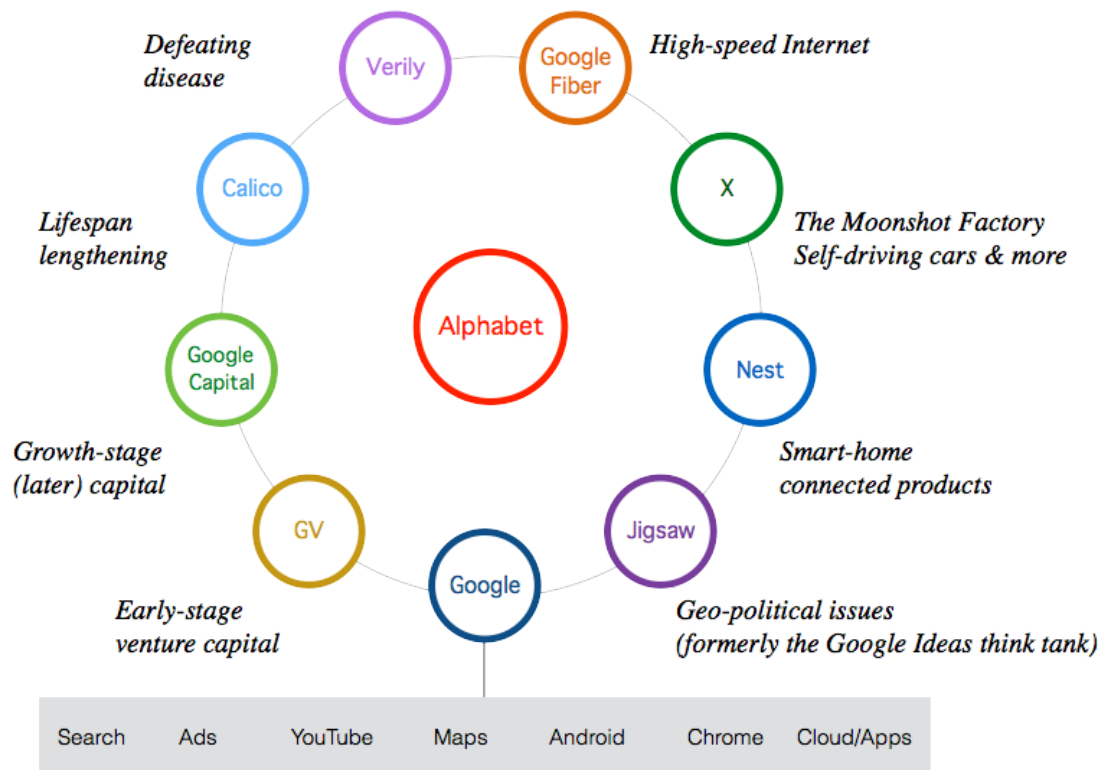 Defeating
disease
Verily
Google
Fiber
High-speed Internet
Calico
X
Lifespan
lengthening
The Moonshot Factory
Self-driving cars & more
Alphabet
Google
Capital
Nest
Growth-stage
(later) capital
Smart-home
connected products
GV
Google
Jigsaw
Early-stage
venture capital
Geo-political issues
(formerly the Google Ideas think tank)
Search Ads YouTube Maps Android Chrome Cloud/Apps